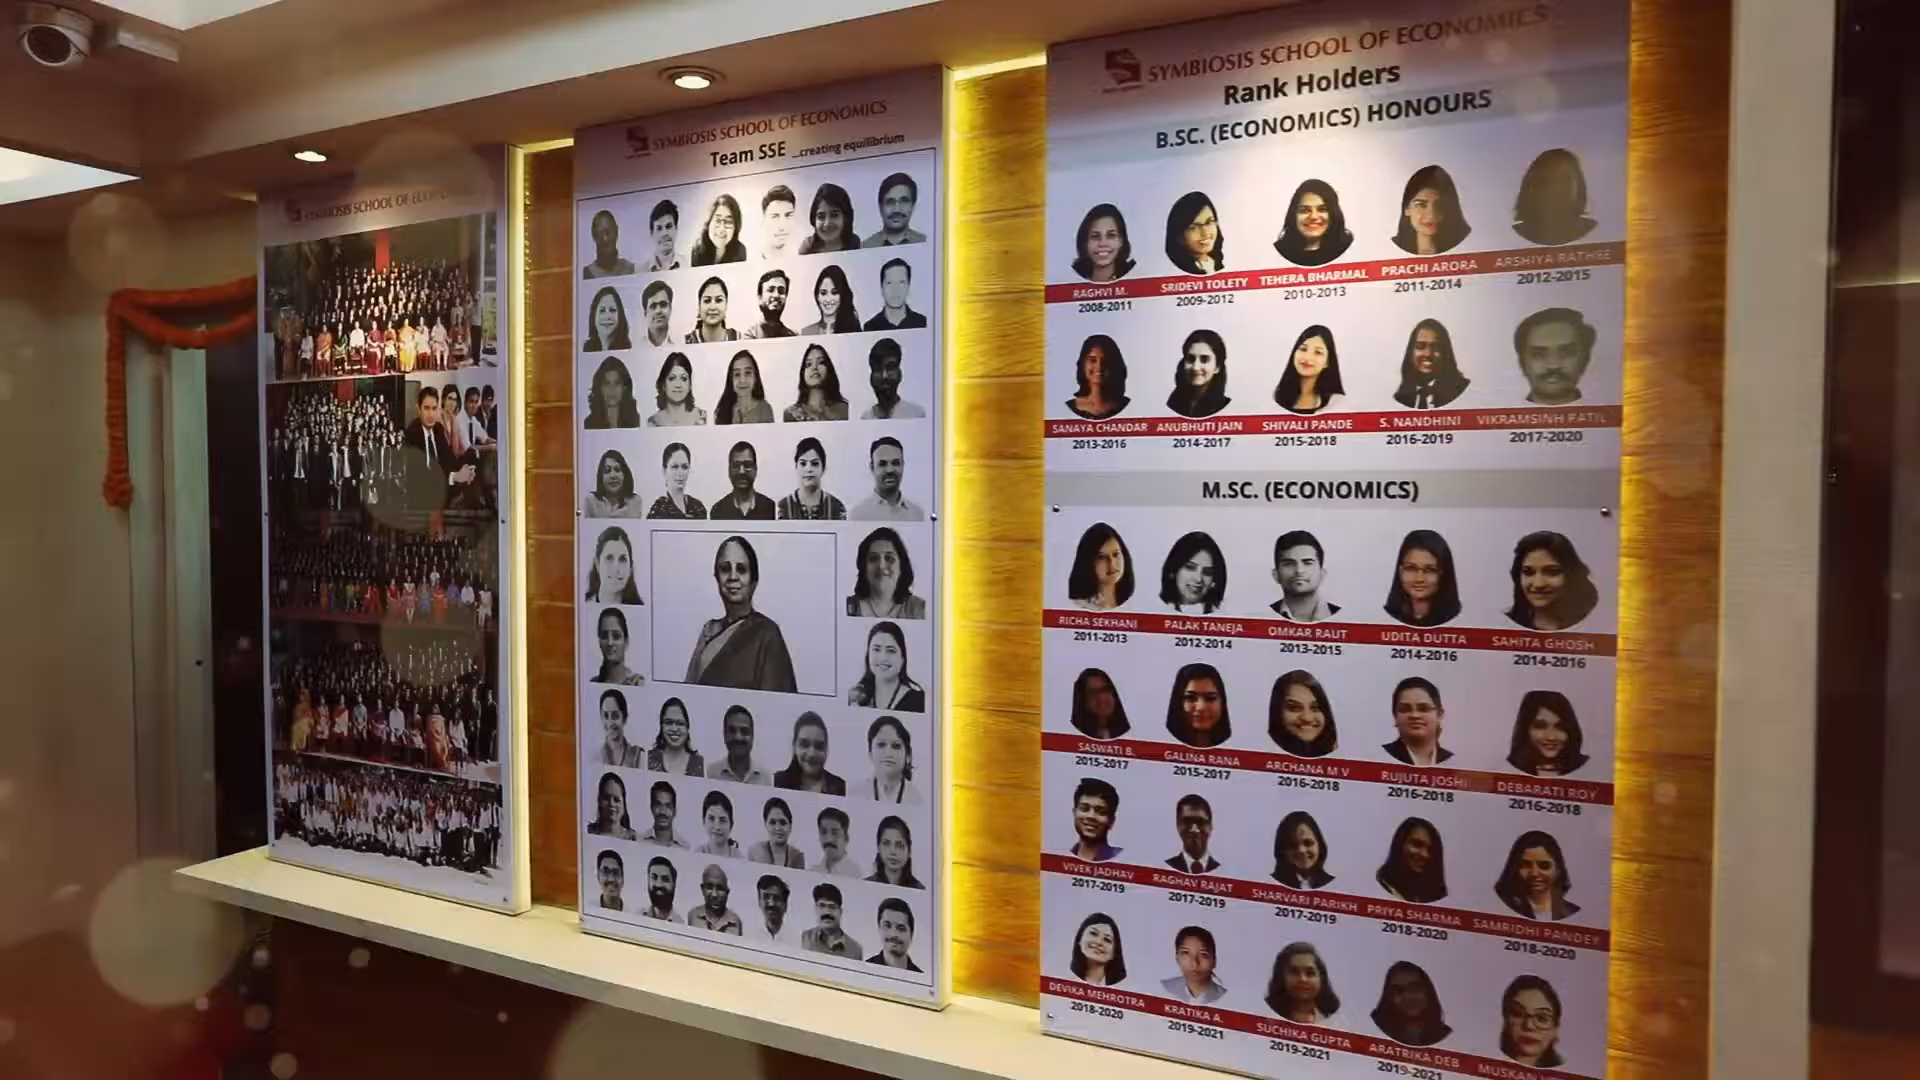 SYMBIOSIS SCHOOL OF
SYMBIOSIS SCHOOL OF ECONOMICS
Team SSE ...creating equilibrium
SYMBIOSIS SCHOOL OF ECONOMICS
Rank Holders
B.SC. (ECONOMICS) HONOURS
RAGHVI M. SRIDEVI TOLETY TEHERA BHARMAL PRACHI ARORA ARSHIYA RATHEE
2008-2011 2009-2012 2010-2013 2011-2014 2012-2015
SANAYA CHANDAR ANUBHUTI JAIN SHIVALI PANDE S. NANDHINI VIKRAMSINH PATIL
2013-2016 2014-2017 2015-2018 2016-2019 2017-2020
M.SC. (ECONOMICS)
RICHA SEKHANI PALAK TANEJA OMKAR RAUT UDITA DUTTA SAHITA GHOSH
2011-2013 2012-2014 2013-2015 2014-2016 2014-2016
SASWATI B. GALINA RANA ARCHANA M V RUJUTA JOSHI DEBARATI ROY
2015-2017 2015-2017 2016-2018 2016-2018 2016-2018
VIVEK JADHAV RAGHAV RAJAT SHARVARI PARIKH PRIYA SHARMA SAMRIDHI PANDEY
2017-2019 2017-2019 2017-2019 2018-2020 2018-2020
DEVIKA MEHROTRA KRATIKA A. SUCHIKA GUPTA ARATRIKA DEB MUSKAN
2018-2020 2019-2021 2019-2021 2019-2021